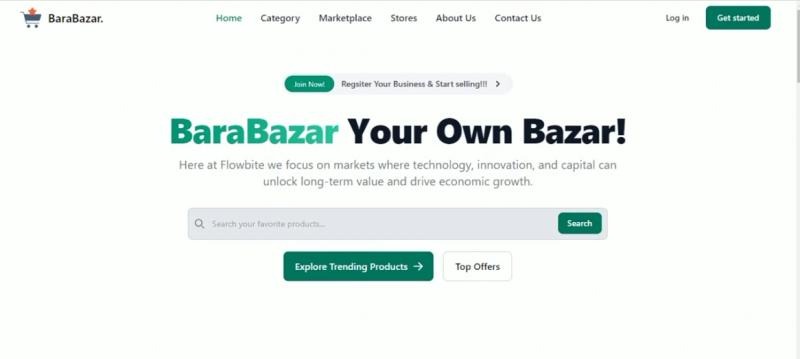 BaraBazar.
Home Category Marketplace Stores About Us Contact Us
Log in Get started
Join Now! Regsiter Your Business & Start selling!!!
BaraBazar Your Own Bazar!
Here at Flowbite we focus on markets where technology, innovation, and capital can
unlock long-term value and drive economic growth.
Search your favorite products... Search
Explore Trending Products Top Offers